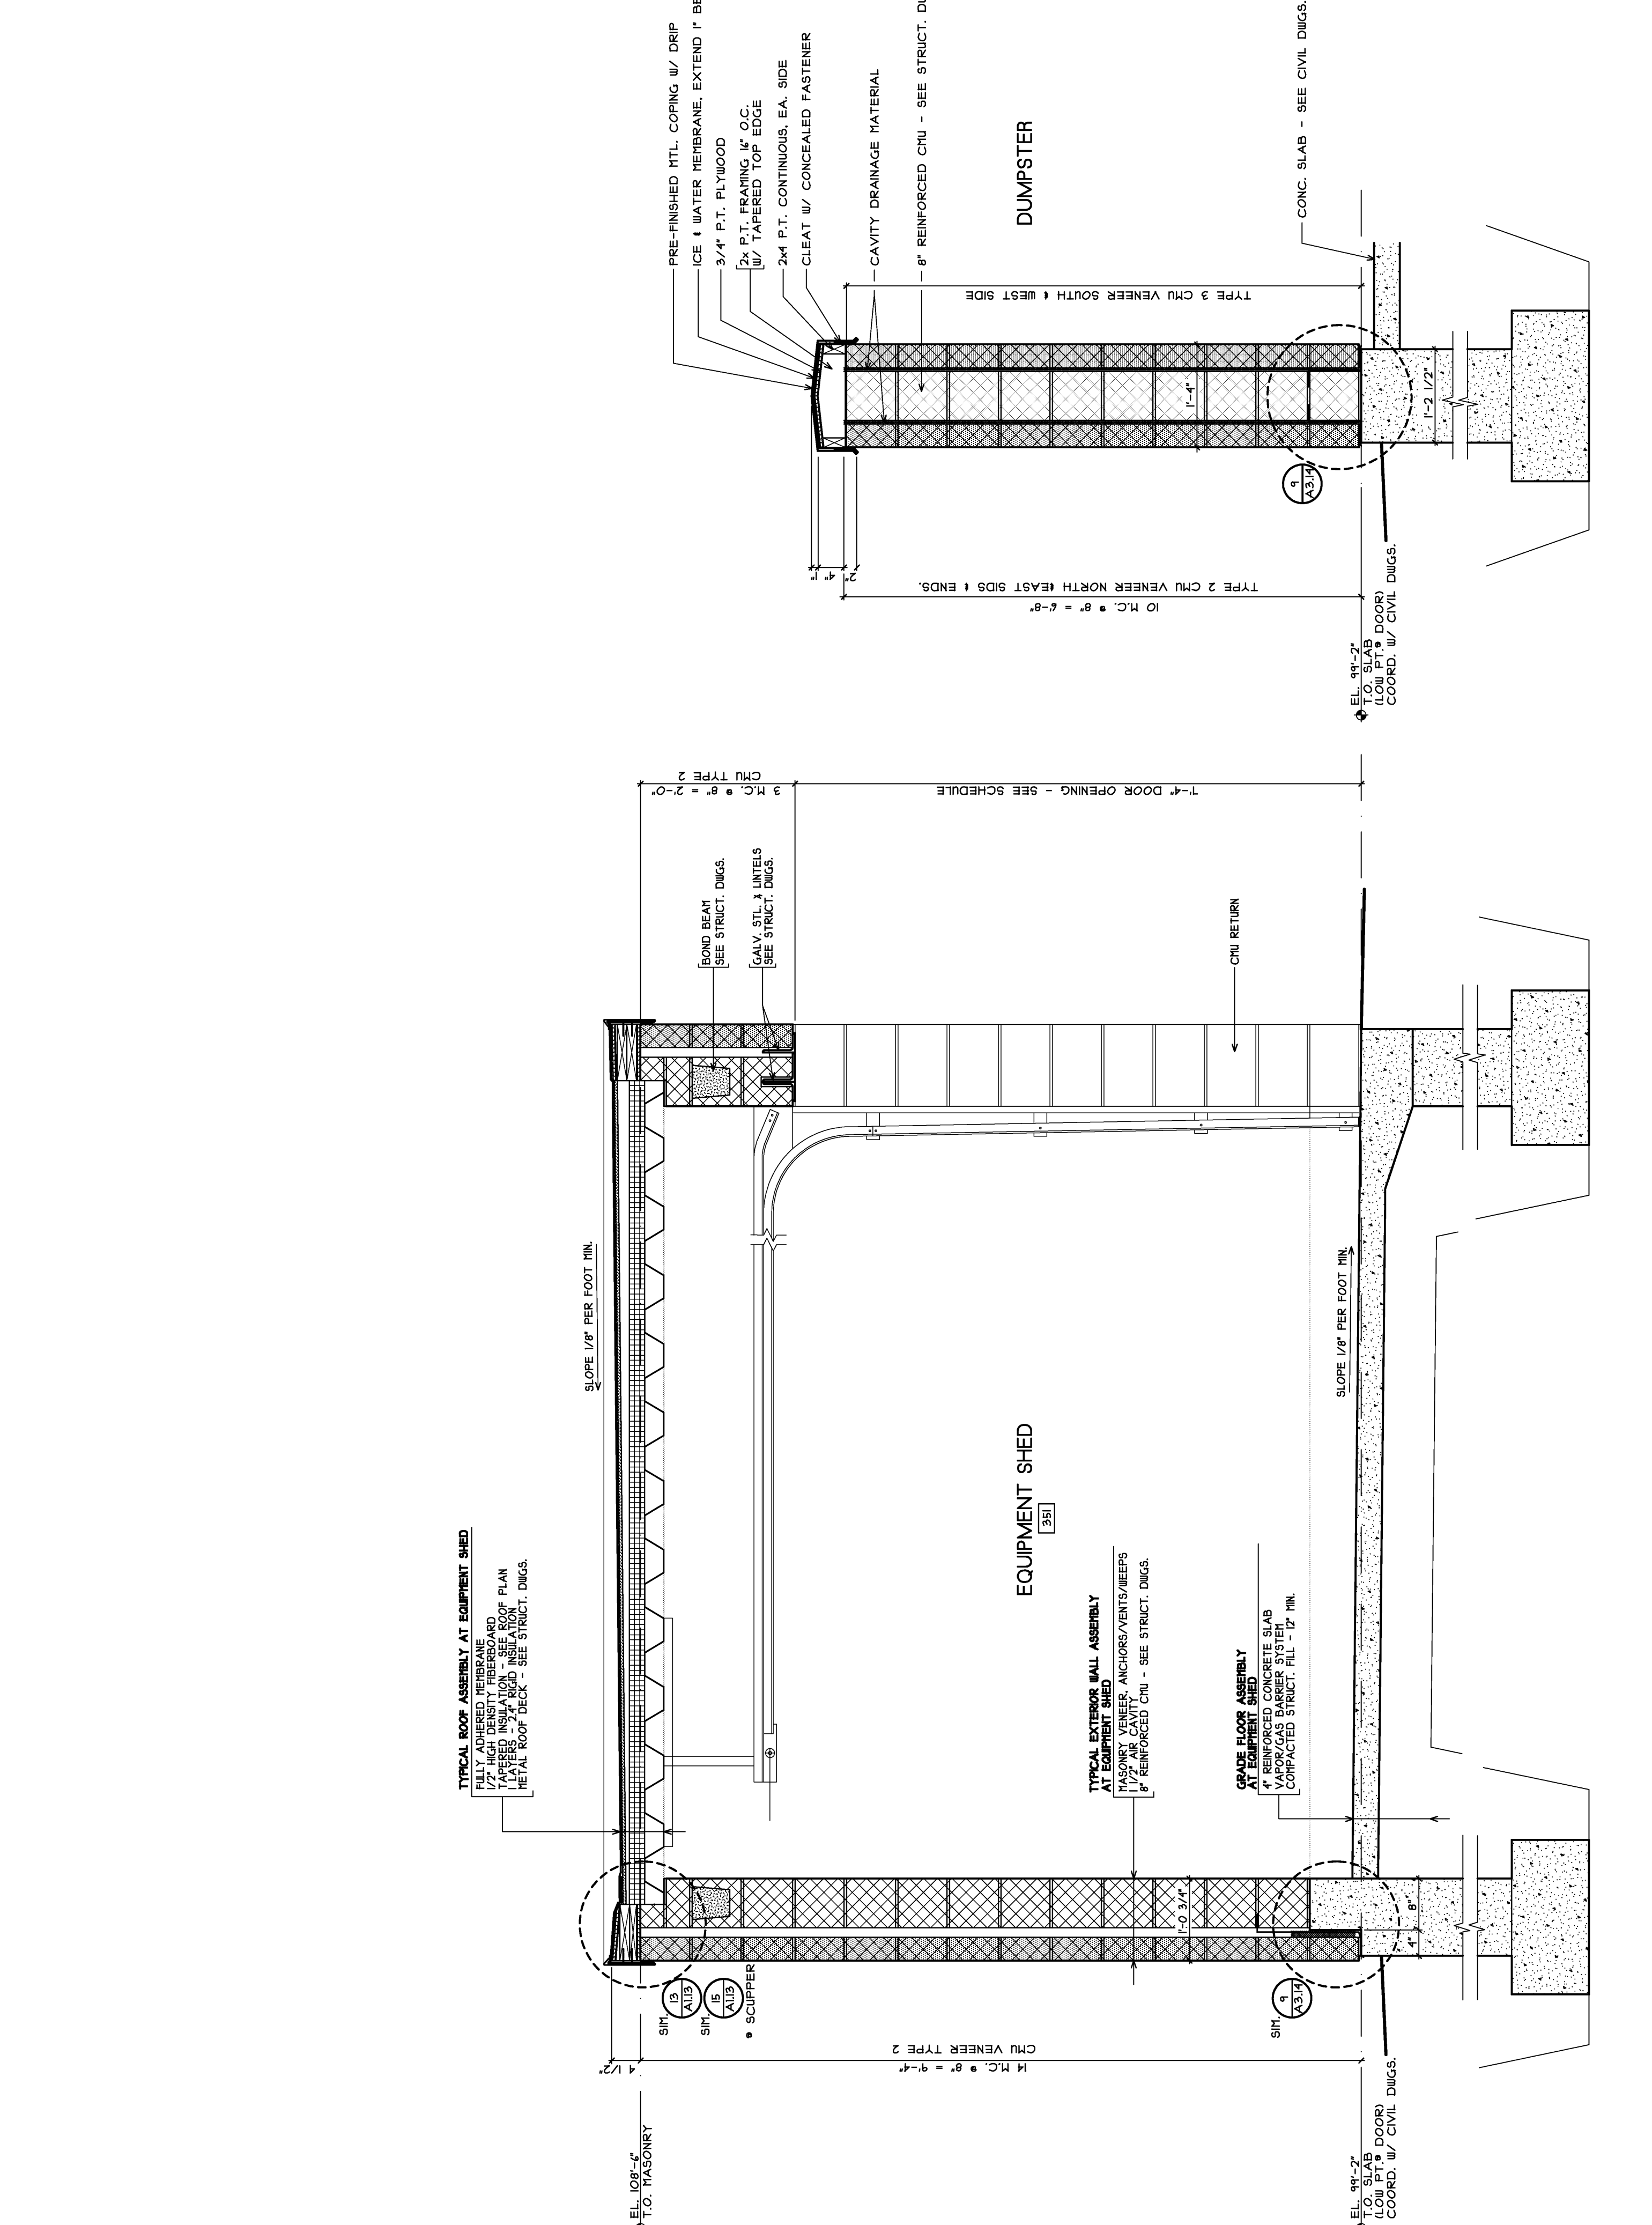 TYPICAL ROOF ASSEMBLY AT EQUIPMENT SHED
FULLY ADHERED MEMBRANE
1/2" HIGH DENSITY FIBERBOARD
TAPERED INSULATION - SEE ROOF PLAN
1 LAYERS - 2.4" RIGID INSULATION
METAL ROOF DECK - SEE STRUCT. DWGS.
SLOPE 1/8" PER FOOT MIN.
EL. 108'-6"
T.O. MASONRY
4 1/2"
14 M.C. @ 8" = 9'-4"
CMU VENEER TYPE 2
SIM.
13
A1.13
SIM.
15
A1.13
@ SCUPPER
BOND BEAM
SEE STRUCT. DWGS.
GALV. STL. LINTELS
SEE STRUCT. DWGS.
3 M.C. @ 8" = 2'-0"
CMU TYPE 2
7'-4" DOOR OPENING - SEE SCHEDULE
EQUIPMENT SHED
351
TYPICAL EXTERIOR WALL ASSEMBLY
AT EQUIPMENT SHED
MASONRY VENEER, ANCHORS/VENTS/WEEPS
1 1/2" AIR CAVITY
8" REINFORCED CMU - SEE STRUCT. DWGS.
1'-0 3/4"
CMU RETURN
GRADE FLOOR ASSEMBLY
AT EQUIPMENT SHED
4" REINFORCED CONCRETE SLAB
VAPOR/GAS BARRIER SYSTEM
COMPACTED STRUCT. FILL - 12" MIN.
SLOPE 1/8" PER FOOT MIN.
SIM.
9
A3.14
4"
8"
EL. 99'-2"
T.O. SLAB
(LOW PT.@ DOOR)
COORD. W/ CIVIL DWGS.
PRE-FINISHED MTL. COPING W/ DRIP
ICE & WATER MEMBRANE, EXTEND 1" BE
3/4" P.T. PLYWOOD
2x P.T. FRAMING 16" O.C.
W/ TAPERED TOP EDGE
2x4 P.T. CONTINUOUS, EA. SIDE
CLEAT W/ CONCEALED FASTENER
CAVITY DRAINAGE MATERIAL
8" REINFORCED CMU - SEE STRUCT. DU
DUMPSTER
1"
4"
2"
10 M.C. @ 8" = 6'-8"
TYPE 2 CMU VENEER NORTH &EAST SIDS & ENDS.
TYPE 3 CMU VENEER SOUTH & WEST SIDE
1'-4"
9
A3.14
CONC. SLAB - SEE CIVIL DWGS.
1'-2 1/2"
EL. 99'-2"
T.O. SLAB
(LOW PT.@ DOOR)
COORD. W/ CIVIL DWGS.